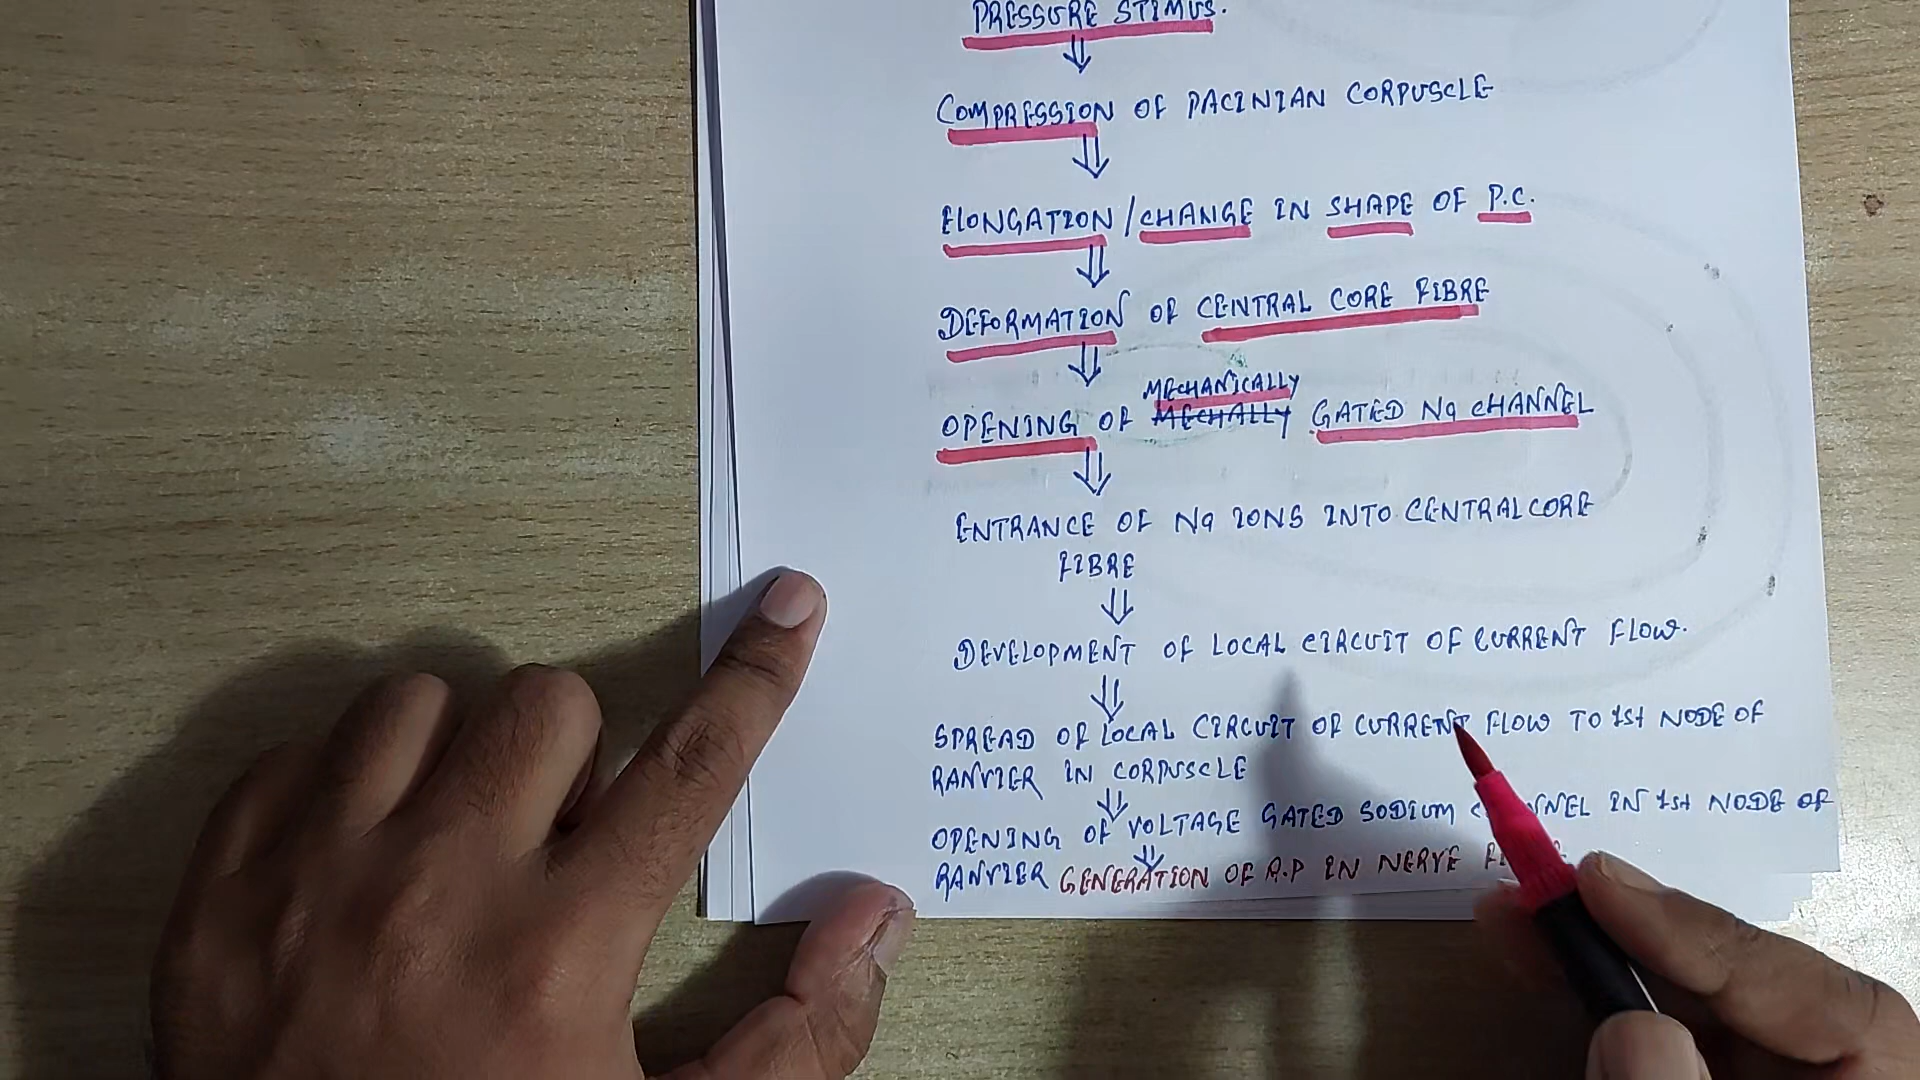 PRESSURE STIMUS.
COMPRESSION OF PACINIAN CORPUSCLE
ELONGATION / CHANGE IN SHAPE OF P.C.
DEFORMATION OF CENTRAL CORE FIBRE
MECHANICALLY
OPENING OF MECHALLY GATED Na CHANNEL
ENTRANCE OF Na IONS INTO CENTRAL CORE
FIBRE
DEVELOPMENT OF LOCAL CIRCUIT OF CURRENT FLOW.
SPREAD OF LOCAL CIRCUIT OF CURRENT FLOW TO 1st NODE OF
RANVIER IN CORPUSCLE
OPENING OF VOLTAGE GATED SODIUM IN 1st NODE OF
RANVIER GENERATION OF A.P IN NERVE